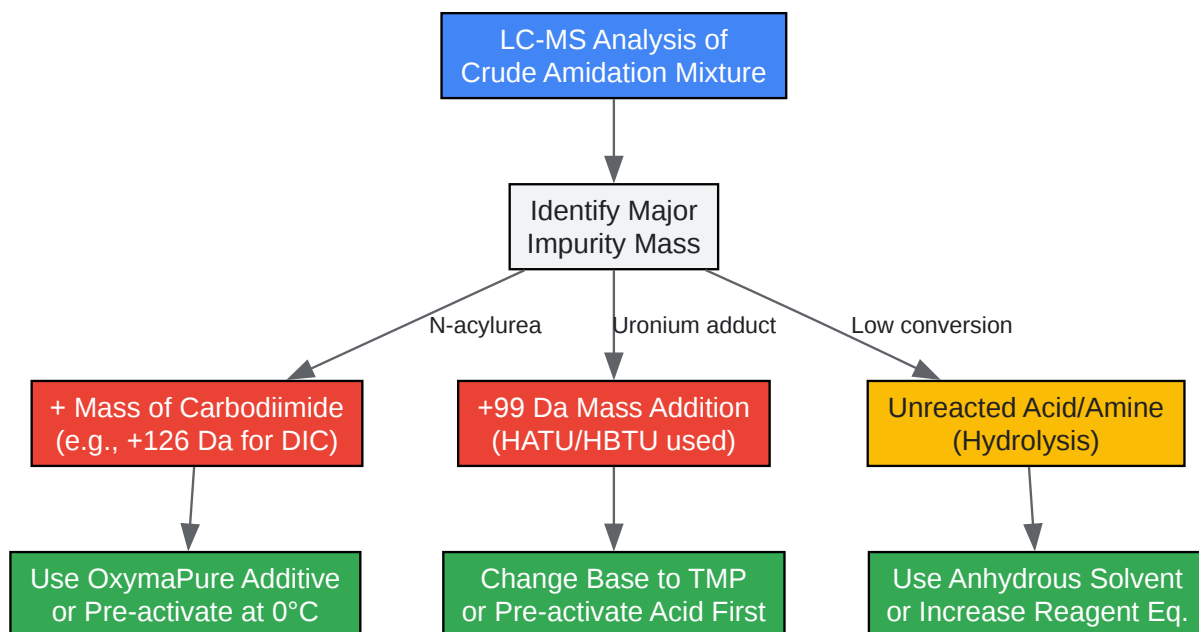 LC-MS Analysis of
Crude Amidation Mixture
Identify Major
Impurity Mass
N-acylurea
Uronium adduct
Low conversion
+ Mass of Carbodiimide
(e.g., +126 Da for DIC)
+99 Da Mass Addition
(HATU/HBTU used)
Unreacted Acid/Amine
(Hydrolysis)
Use OxymaPure Additive
or Pre-activate at 0°C
Change Base to TMP
or Pre-activate Acid First
Use Anhydrous Solvent
or Increase Reagent Eq.